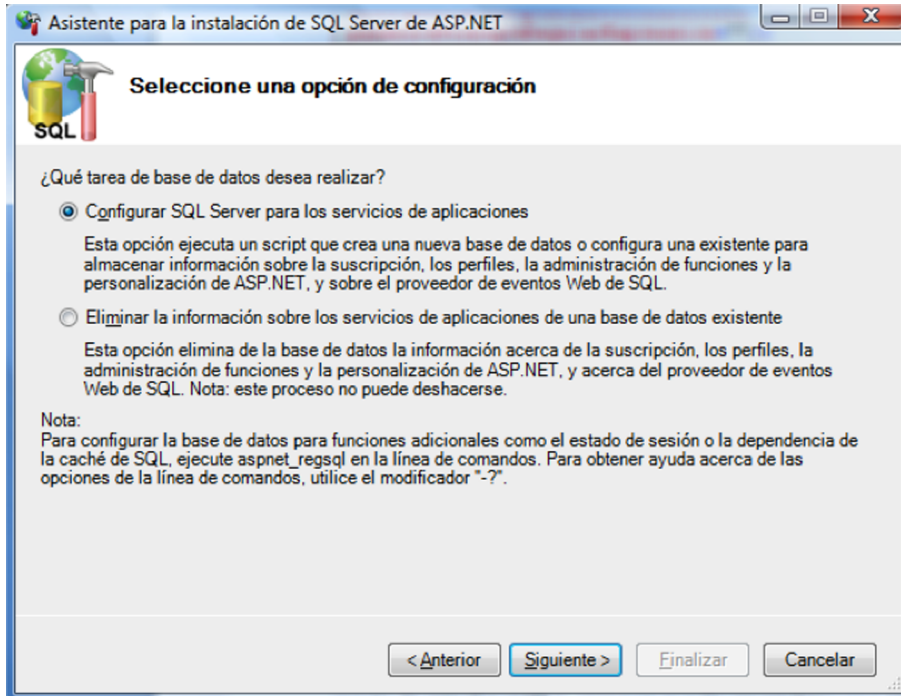 Asistente para la instalación de SQL Server de ASP.NET
SQL
Seleccione una opción de configuración
¿Qué tarea de base de datos desea realizar?
Configurar SQL Server para los servicios de aplicaciones
Esta opción ejecuta un script que crea una nueva base de datos o configura una existente para
almacenar información sobre la suscripción, los perfiles, la administración de funciones y la
personalización de ASP.NET, y sobre el proveedor de eventos Web de SQL.
Eliminar la información sobre los servicios de aplicaciones de una base de datos existente
Esta opción elimina de la base de datos la información acerca de la suscripción, los perfiles, la
administración de funciones y la personalización de ASP.NET, y acerca del proveedor de eventos
Web de SQL. Nota: este proceso no puede deshacerse.
Nota:
Para configurar la base de datos para funciones adicionales como el estado de sesión o la dependencia de
la caché de SQL, ejecute aspnet_regsql en la línea de comandos. Para obtener ayuda acerca de las
opciones de la línea de comandos, utilice el modificador "-?".
< Anterior
Siguiente >
Finalizar
Cancelar